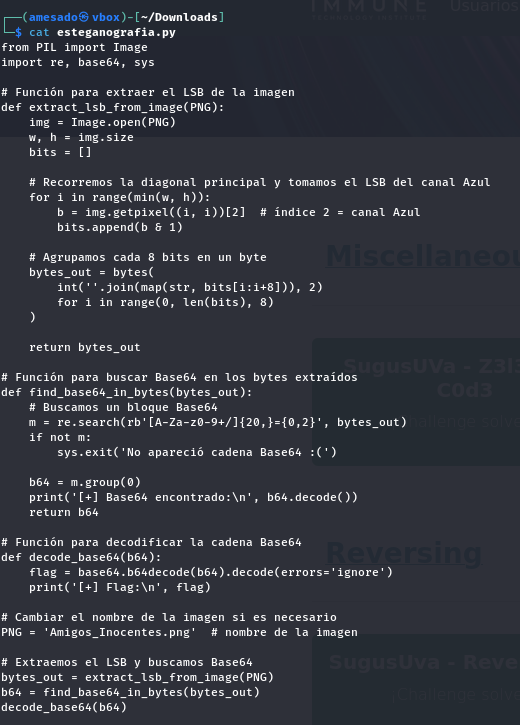 IMMUNE Usuarios
┌──(amesado㉿vbox)-[~/Downloads]
└─$ cat esteganografia.py
from PIL import Image
import re, base64, sys
# Función para extraer el LSB de la imagen
def extract_lsb_from_image(PNG):
    img = Image.open(PNG)
    w, h = img.size
    bits = []
    # Recorremos la diagonal principal y tomamos el LSB del canal Azul
    for i in range(min(w, h)):
        b = img.getpixel((i, i))[2]  # índice 2 = canal Azul
        bits.append(b & 1)
    # Agrupamos cada 8 bits en un byte
    bytes_out = bytes(
        int(''.join(map(str, bits[i:i+8])), 2)
        for i in range(0, len(bits), 8)
    )
    return bytes_out
# Función para buscar Base64 en los bytes extraídos
def find_base64_in_bytes(bytes_out):
    # Buscamos un bloque Base64
    m = re.search(rb'[A-Za-z0-9+/]{20,}={0,2}', bytes_out)
    if not m:
        sys.exit('No apareció cadena Base64 :(')
    b64 = m.group(0)
    print('[+] Base64 encontrado:\n', b64.decode())
    return b64
# Función para decodificar la cadena Base64
def decode_base64(b64):
    flag = base64.b64decode(b64).decode(errors='ignore')
    print('[+] Flag:\n', flag)
# Cambiar el nombre de la imagen si es necesario
PNG = 'Amigos_Inocentes.png'  # nombre de la imagen
# Extraemos el LSB y buscamos Base64
bytes_out = extract_lsb_from_image(PNG)
b64 = find_base64_in_bytes(bytes_out)
decode_base64(b64)
Miscellaneou
SugusUVa - Z3l3
C0d3
Reversing
SugusUva - Reve